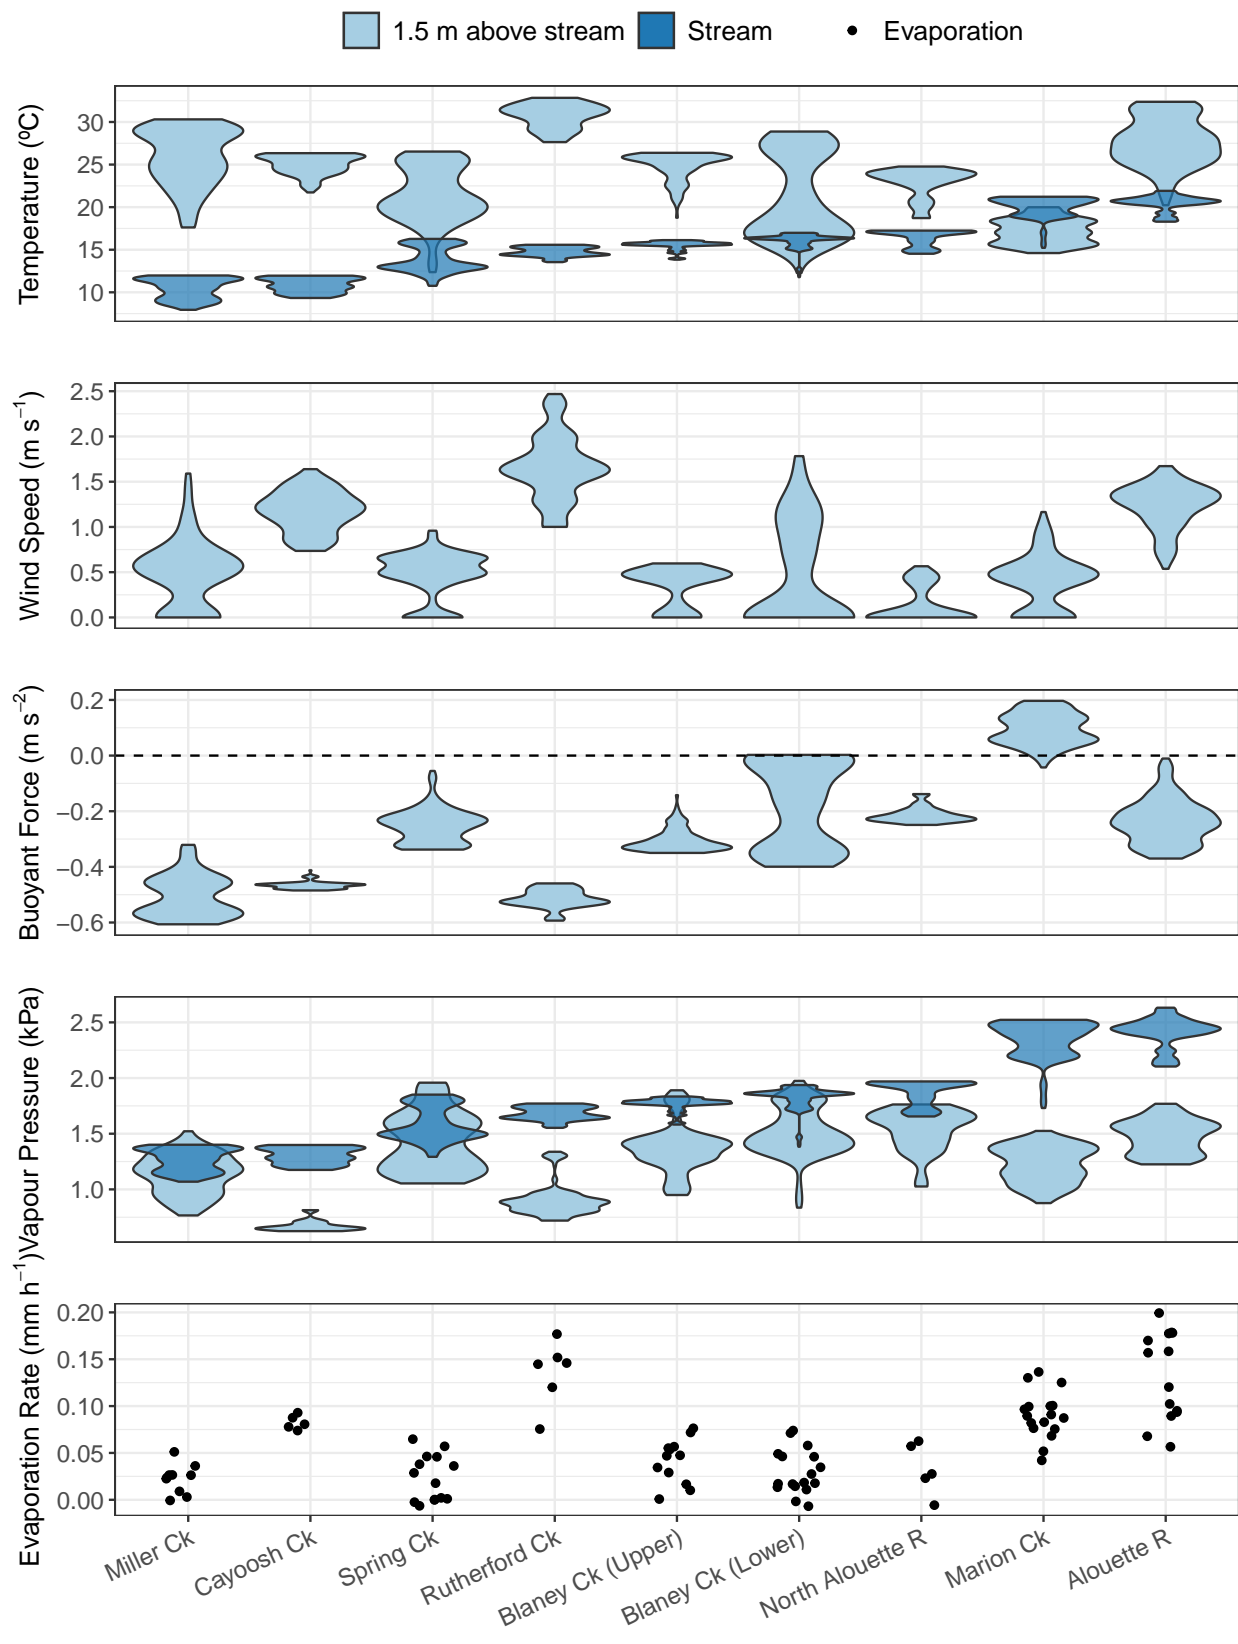 1.5 m above stream Stream Evaporation
Temperature (ºC)
30
25
20
15
10
Wind Speed (m s⁻¹)
2.5
2.0
1.5
1.0
0.5
0.0
Buoyant Force (m s⁻²)
0.2
0.0
−0.2
−0.4
−0.6
Vapour Pressure (kPa)
2.5
2.0
1.5
1.0
Evaporation Rate (mm h⁻¹)
0.20
0.15
0.10
0.05
0.00
Miller Ck
Cayoosh Ck
Spring Ck
Rutherford Ck
Blaney Ck (Upper)
Blaney Ck (Lower)
North Alouette R
Marion Ck
Alouette R